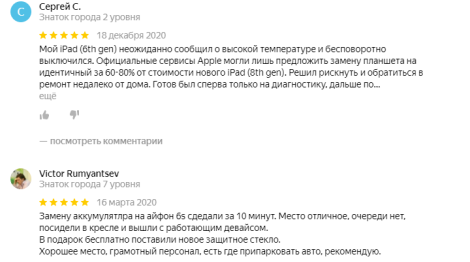 С
Сергей С.
Знаток города 2 уровня
18 декабря 2020
Мой iPad (6th gen) неожиданно сообщил о высокой температуре и бесповоротно
выключился. Официальные сервисы Apple могли лишь предложить замену планшета на
идентичный за 60-80% от стоимости нового iPad (8th gen). Решил рискнуть и обратиться в
ремонт недалеко от дома. Готов был сперва только на диагностику, дальше по...
ещё
— посмотреть комментарии
Victor Rumyantsev
Знаток города 7 уровня
16 марта 2020
Замену аккумулятлра на айфон 6s сдедали за 10 минут. Место отличное, очереди нет,
посидели в кресле и вышли с работающим девайсом.
В подарок бесплатно поставили новое защитное стекло.
Хорошее место, грамотный персонал, есть где припарковать авто, рекомендую.